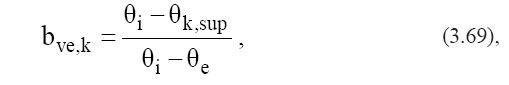 b_ve,k = (θ_i − θ_k,sup) / (θ_i − θ_e) , (3.69),